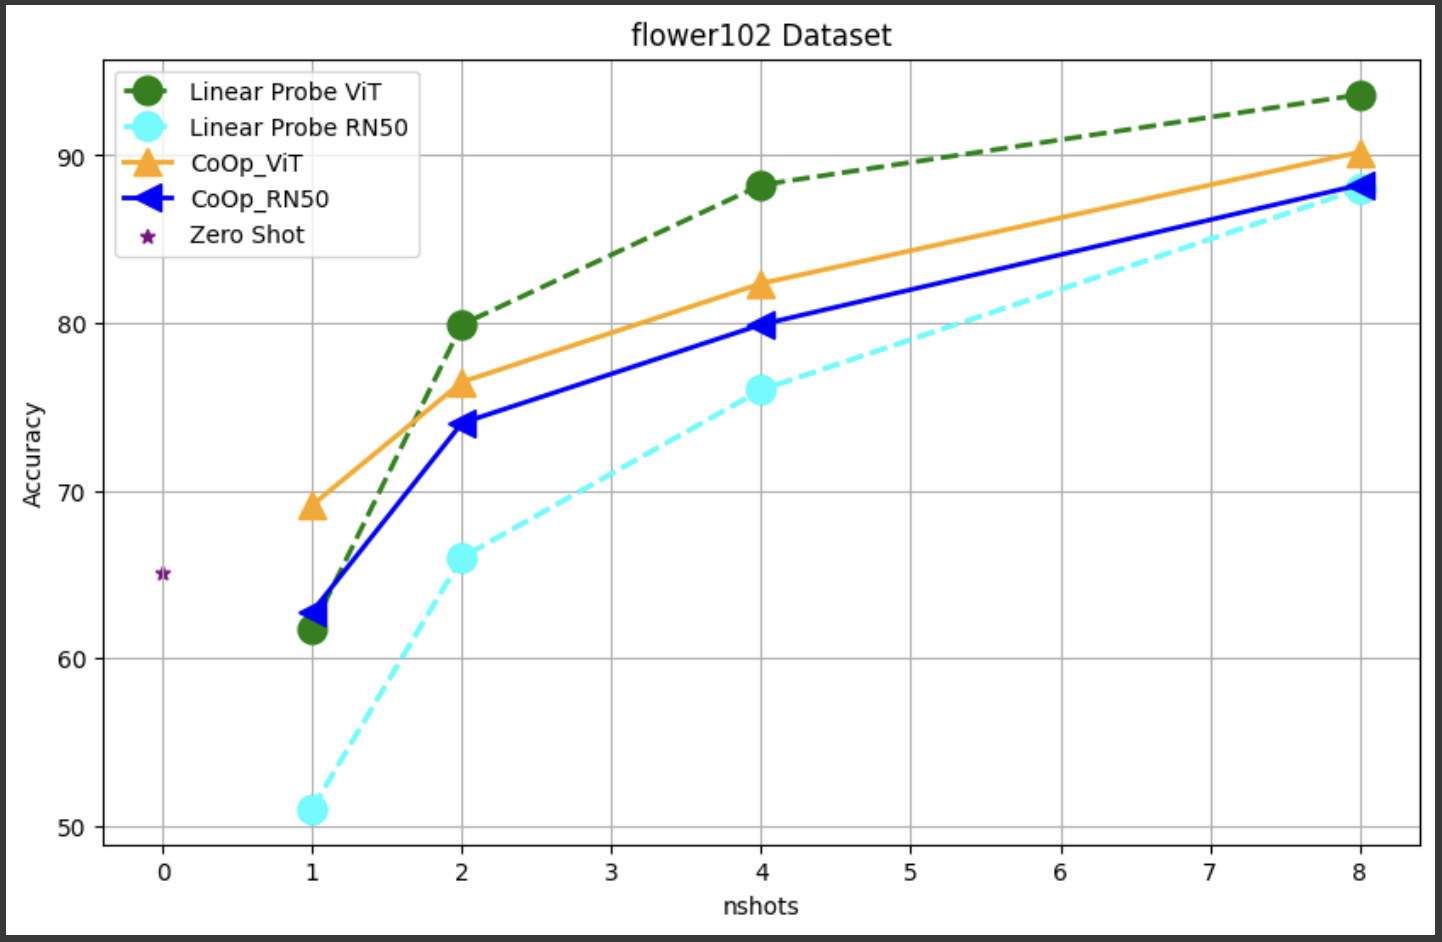 flower102 Dataset
Linear Probe ViT
Linear Probe RN50
CoOp_ViT
CoOp_RN50
Zero Shot
90
80
70
60
50
Accuracy
0 1 2 3 4 5 6 7 8
nshots